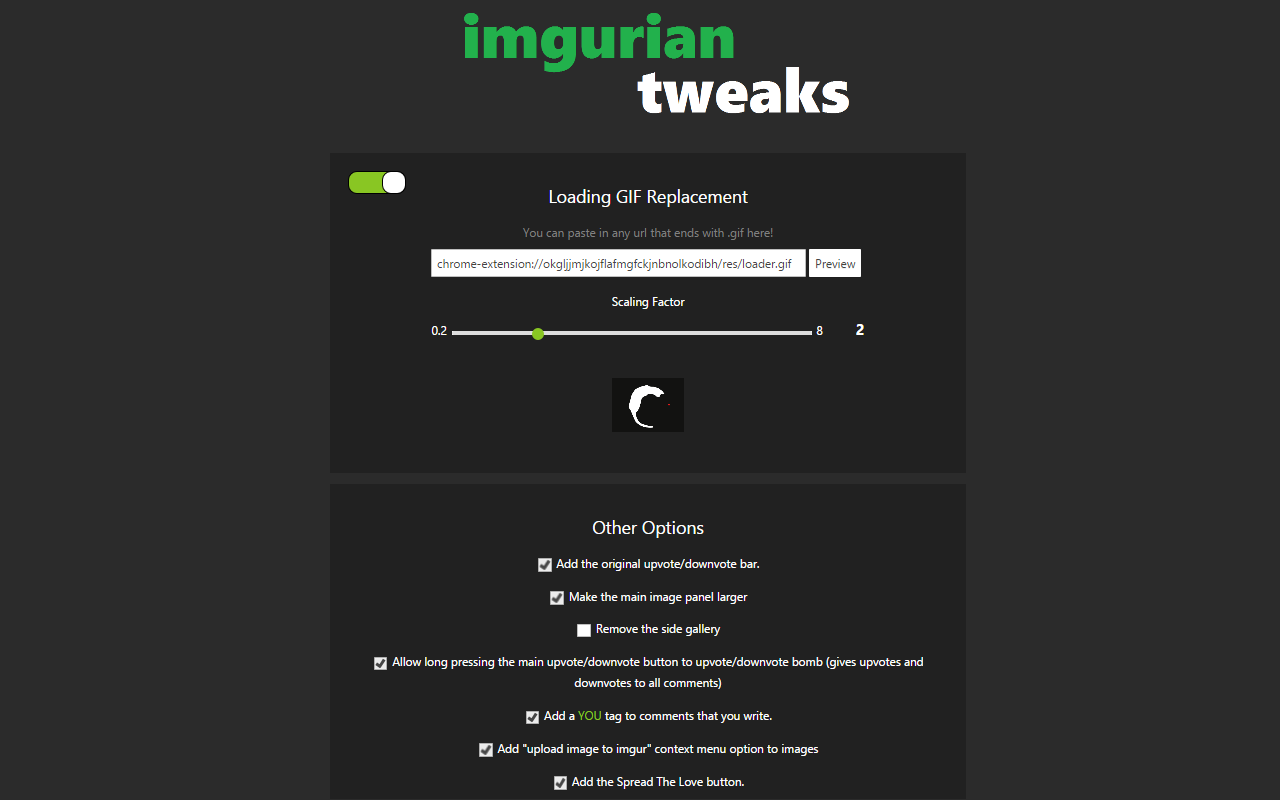 imgurian
tweaks
Loading GIF Replacement
You can paste in any url that ends with .gif here!
chrome-extension://okgljjmjkojflafmgfckjnbnolkodibh/res/loader.gif Preview
Scaling Factor
0.2 8 2
Other Options
Add the original upvote/downvote bar.
Make the main image panel larger
Remove the side gallery
Allow long pressing the main upvote/downvote button to upvote/downvote bomb (gives upvotes and
downvotes to all comments)
Add a YOU tag to comments that you write.
Add "upload image to imgur" context menu option to images
Add the Spread The Love button.